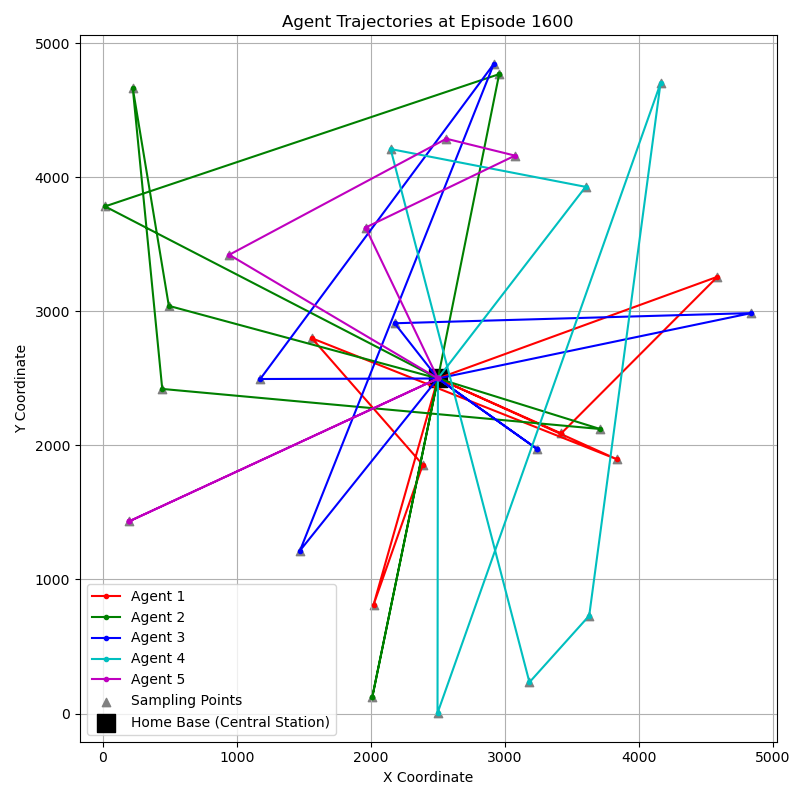 Agent Trajectories at Episode 1600
5000
4000
3000
2000
1000
0
Y Coordinate
Agent 1
Agent 2
Agent 3
Agent 4
Agent 5
Sampling Points
Home Base (Central Station)
0 1000 2000 3000 4000 5000
X Coordinate